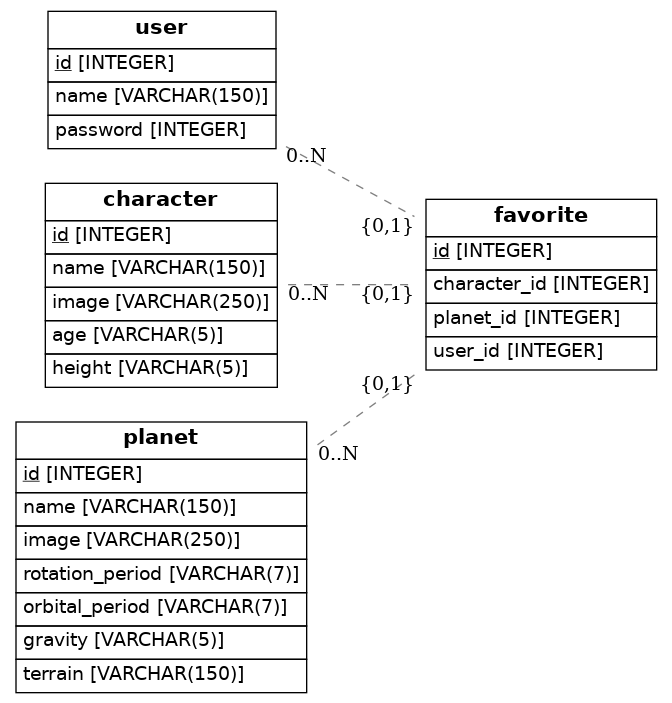 user
id [INTEGER]
name [VARCHAR(150)]
password [INTEGER]
0..N
{0,1}
character
id [INTEGER]
name [VARCHAR(150)]
image [VARCHAR(250)]
age [VARCHAR(5)]
height [VARCHAR(5)]
0..N
{0,1}
favorite
id [INTEGER]
character_id [INTEGER]
planet_id [INTEGER]
user_id [INTEGER]
{0,1}
0..N
planet
id [INTEGER]
name [VARCHAR(150)]
image [VARCHAR(250)]
rotation_period [VARCHAR(7)]
orbital_period [VARCHAR(7)]
gravity [VARCHAR(5)]
terrain [VARCHAR(150)]